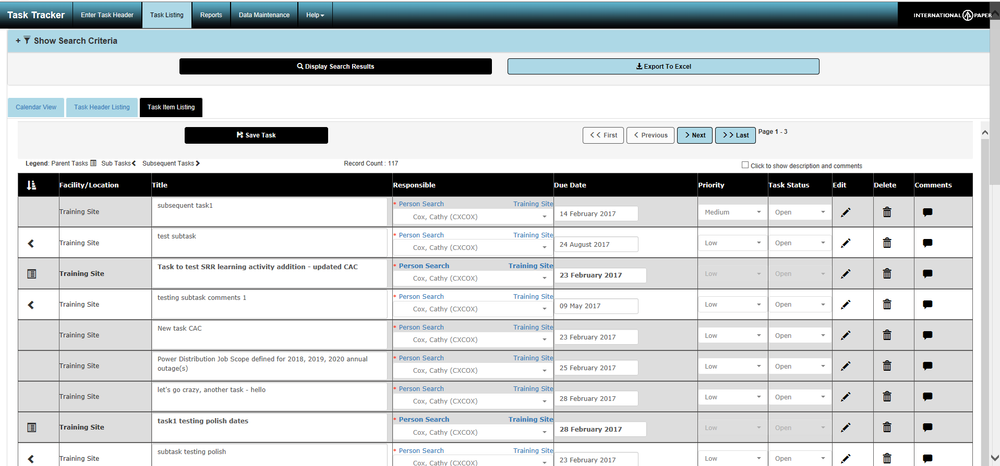 Task Tracker Enter Task Header Task Listing Reports Data Maintenance Help INTERNATIONAL PAPER
+ Show Search Criteria
Display Search Results Export To Excel
Calendar View Task Header Listing Task Item Listing
Save Task << First < Previous > Next >> Last Page 1 - 3
Legend: Parent Tasks Sub Tasks Subsequent Tasks Record Count : 117 Click to show description and comments
Facility/Location Title Responsible Due Date Priority Task Status Edit Delete Comments
Training Site subsequent task1 * Person Search Training Site Cox, Cathy (CXCOX) 14 February 2017 Medium Open
Training Site test subtask * Person Search Training Site Cox, Cathy (CXCOX) 24 August 2017 Low Open
Training Site Task to test SRR learning activity addition - updated CAC * Person Search Training Site Cox, Cathy (CXCOX) 23 February 2017 Low Open
Training Site testing subtask comments 1 * Person Search Training Site Cox, Cathy (CXCOX) 09 May 2017 Low Open
Training Site New task CAC * Person Search Training Site Cox, Cathy (CXCOX) 23 February 2017 Low Open
Training Site Power Distribution Job Scope defined for 2018, 2019, 2020 annual
outage(s) * Person Search Training Site Cox, Cathy (CXCOX) 25 February 2017 Low Open
Training Site let's go crazy, another task - hello * Person Search Training Site Cox, Cathy (CXCOX) 28 February 2017 Low Open
Training Site task1 testing polish dates * Person Search Training Site Cox, Cathy (CXCOX) 28 February 2017 Low Open
Training Site subtask testing polish * Person Search Training Site Cox, Cathy (CXCOX) 23 February 2017 Low Open